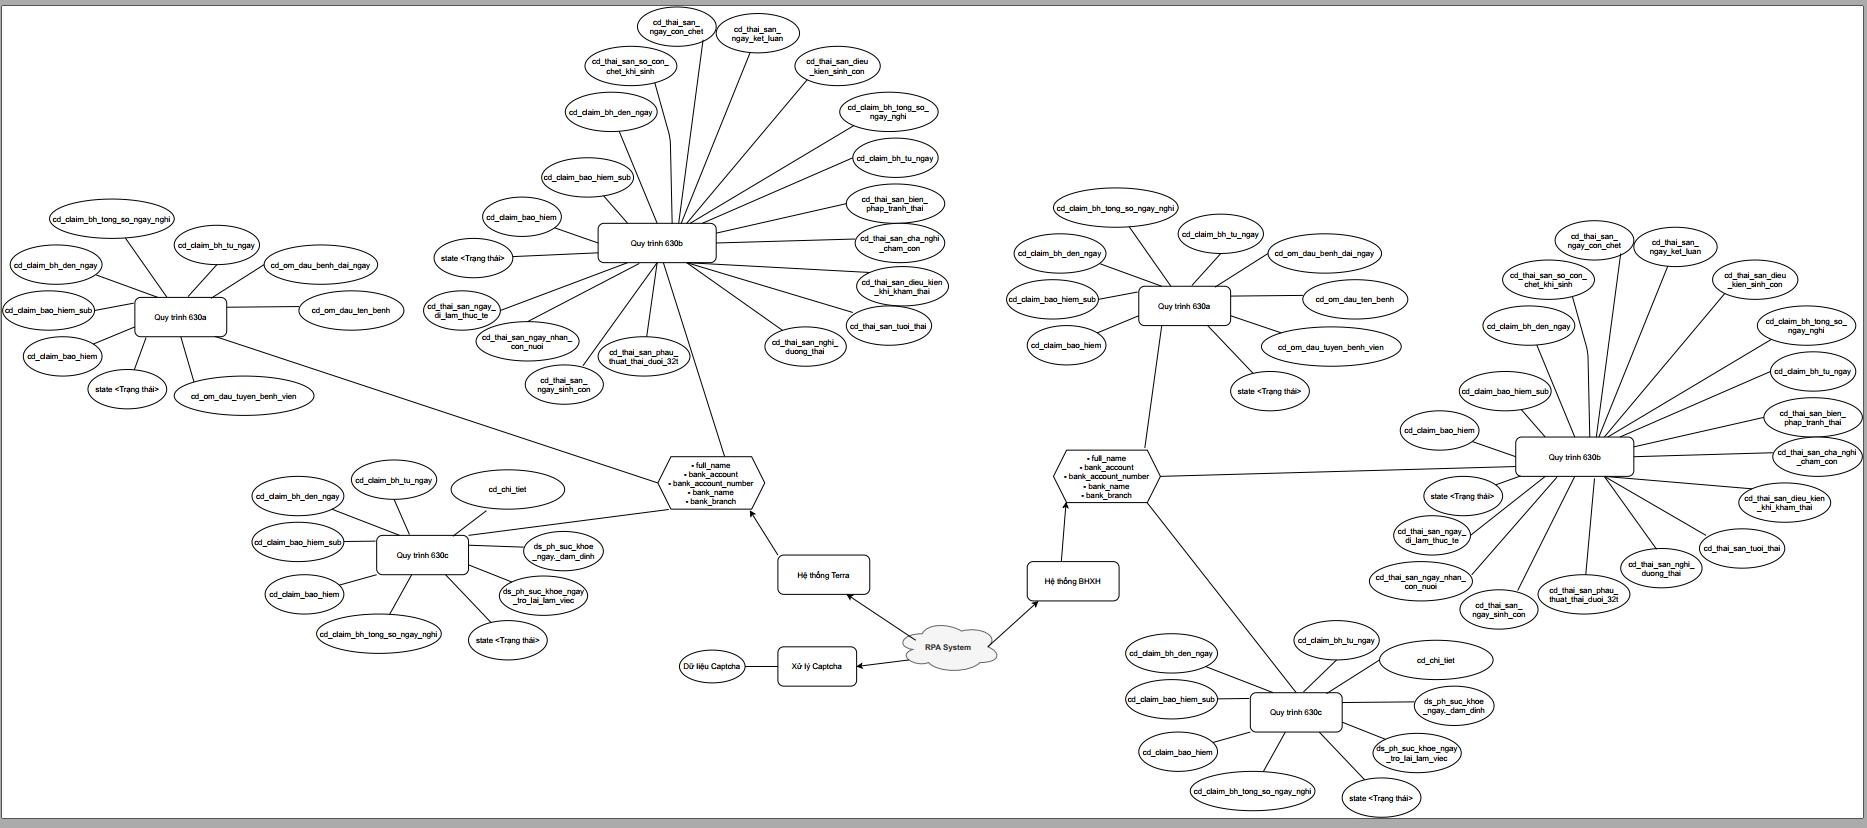 cd_thai_san_
ngay_con_chet
cd_thai_san_
ngay_ket_luan
cd_thai_san_so_con_
chet_khi_sinh
cd_thai_san_dieu
_kien_sinh_con
cd_claim_bh_den_ngay
cd_claim_bh_tong_so_
ngay_nghi
cd_claim_bh_tu_ngay
cd_claim_bao_hiem_sub
cd_thai_san_bien_
phap_tranh_thai
cd_claim_bao_hiem
Quy trình 630b
cd_thai_san_cha_nghi
_cham_con
state <Trạng thái>
cd_thai_san_dieu_kien
_khi_kham_thai
cd_thai_san_ngay_
di_lam_thuc_te
cd_thai_san_tuoi_thai
cd_thai_san_ngay_nhan_
con_nuoi
cd_thai_san_phau_
thuat_thai_duoi_32t
cd_thai_san_nghi_
duong_thai
cd_thai_san_
ngay_sinh_con
cd_claim_bh_tong_so_ngay_nghi
cd_claim_bh_tu_ngay
cd_claim_bh_den_ngay
cd_om_dau_benh_dai_ngay
cd_claim_bao_hiem_sub
Quy trình 630a
cd_om_dau_ten_benh
cd_claim_bao_hiem
state <Trạng thái>
cd_om_dau_tuyen_benh_vien
- full_name
- bank_account
- bank_account_number
- bank_name
- bank_branch
cd_claim_bh_tu_ngay
cd_claim_bh_den_ngay
cd_chi_tiet
cd_claim_bao_hiem_sub
Quy trình 630c
ds_ph_suc_khoe
_ngay._dam_dinh
cd_claim_bao_hiem
ds_ph_suc_khoe_ngay
_tro_lai_lam_viec
cd_claim_bh_tong_so_ngay_nghi
state <Trạng thái>
Hệ thống Terra
Hệ thống BHXH
RPA System
Dữ liệu Captcha
Xử lý Captcha
cd_claim_bh_tong_so_ngay_nghi
cd_claim_bh_tu_ngay
cd_claim_bh_den_ngay
cd_om_dau_benh_dai_ngay
cd_claim_bao_hiem_sub
Quy trình 630a
cd_om_dau_ten_benh
cd_claim_bao_hiem
cd_om_dau_tuyen_benh_vien
state <Trạng thái>
- full_name
- bank_account
- bank_account_number
- bank_name
- bank_branch
cd_thai_san_
ngay_con_chet
cd_thai_san_
ngay_ket_luan
cd_thai_san_so_con_
chet_khi_sinh
cd_thai_san_dieu
_kien_sinh_con
cd_claim_bh_den_ngay
cd_claim_bh_tong_so_
ngay_nghi
cd_claim_bh_tu_ngay
cd_claim_bao_hiem_sub
cd_thai_san_bien_
phap_tranh_thai
cd_claim_bao_hiem
Quy trình 630b
cd_thai_san_cha_nghi
_cham_con
state <Trạng thái>
cd_thai_san_dieu_kien
_khi_kham_thai
cd_thai_san_ngay_
di_lam_thuc_te
cd_thai_san_tuoi_thai
cd_thai_san_nghi_
duong_thai
cd_thai_san_ngay_nhan_
con_nuoi
cd_thai_san_phau_
thuat_thai_duoi_32t
cd_thai_san_
ngay_sinh_con
cd_claim_bh_tu_ngay
cd_claim_bh_den_ngay
cd_chi_tiet
cd_claim_bao_hiem_sub
Quy trình 630c
ds_ph_suc_khoe
_ngay._dam_dinh
cd_claim_bao_hiem
ds_ph_suc_khoe_ngay
_tro_lai_lam_viec
cd_claim_bh_tong_so_ngay_nghi
state <Trạng thái>